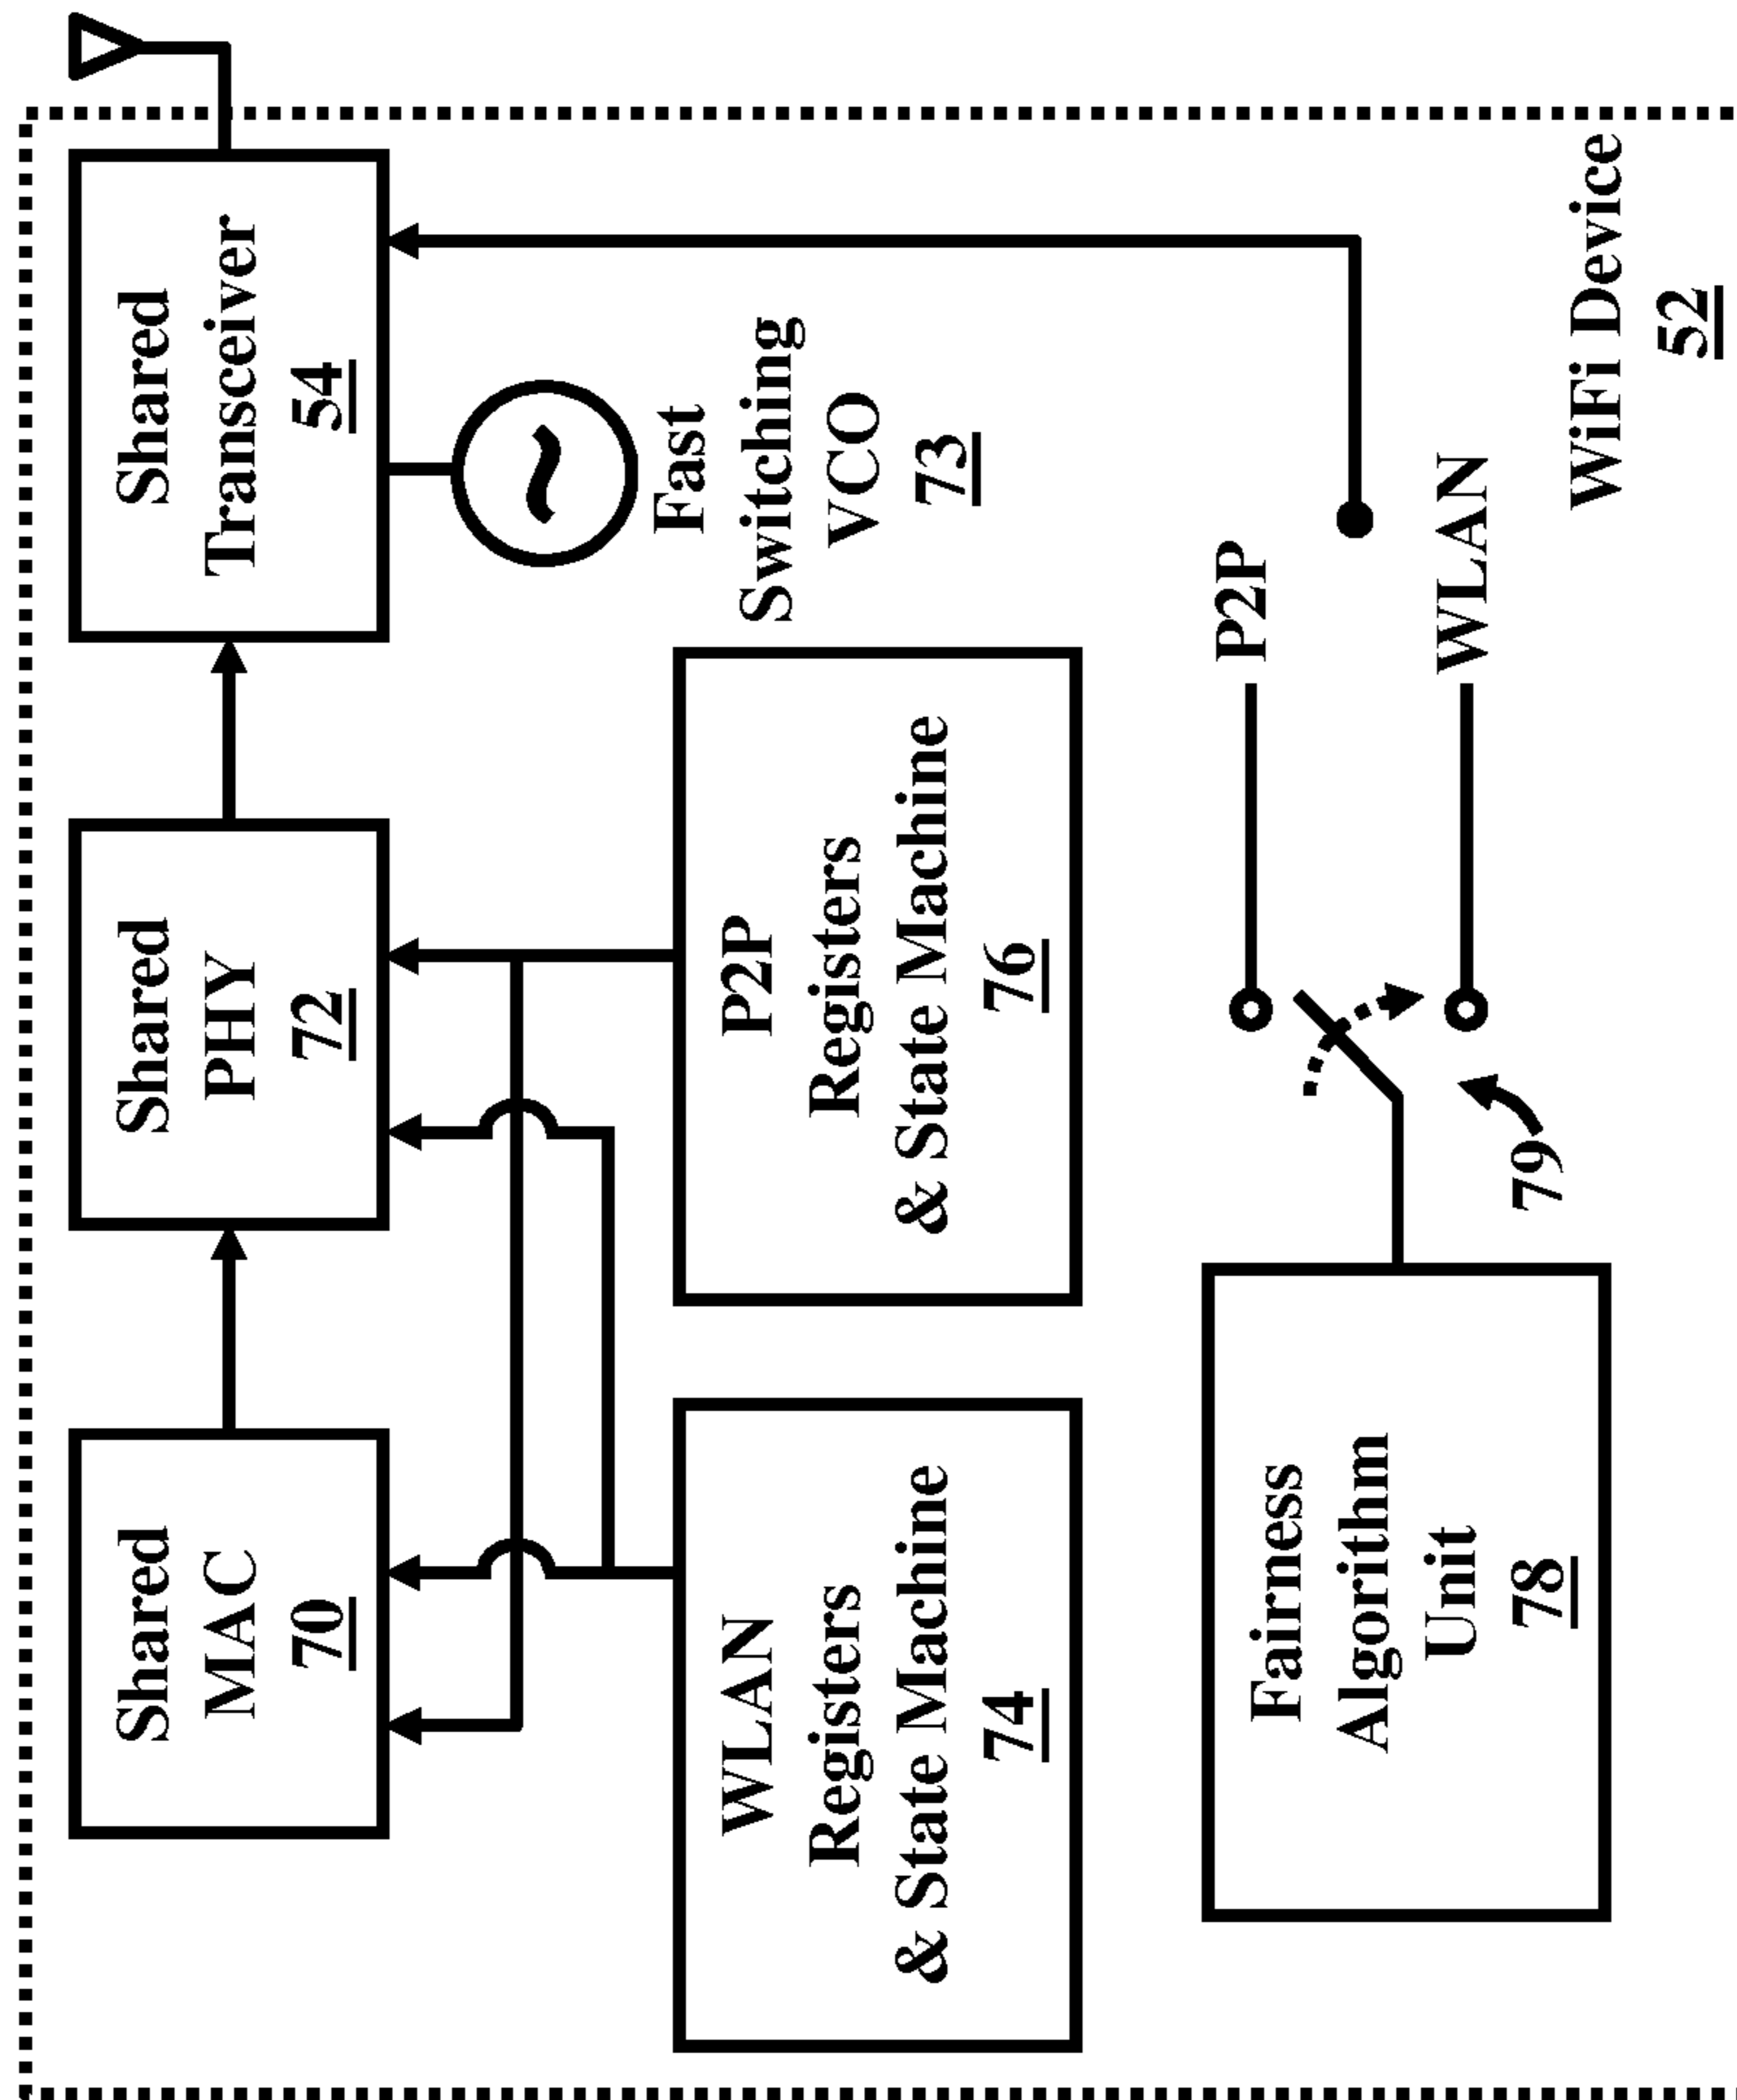 Shared
MAC
70
Shared
PHY
72
Shared
Transceiver
54
Fast
Switching
VCO
73
WLAN
Registers
& State Machine
74
P2P
Registers
& State Machine
76
Fairness
Algorithm
Unit
78
79
P2P
WLAN
WiFi Device
52